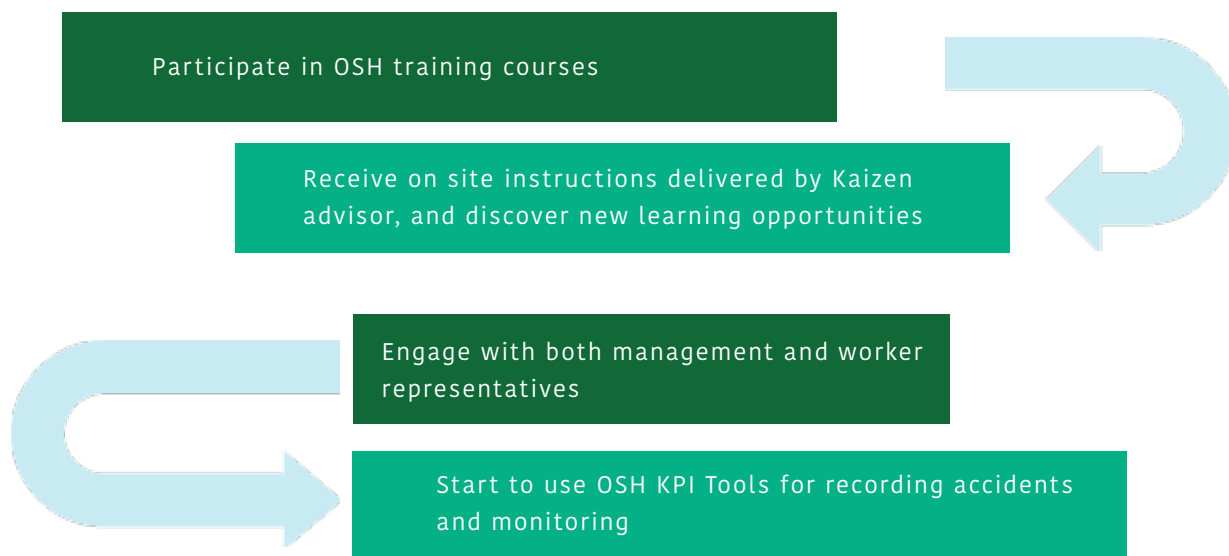 Participate in OSH training courses
Receive on site instructions delivered by Kaizen
advisor, and discover new learning opportunities
Engage with both management and worker
representatives
Start to use OSH KPI Tools for recording accidents
and monitoring